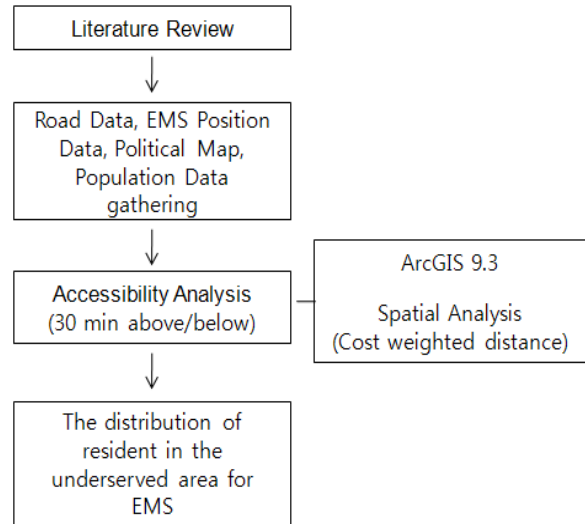 Literature Review
Road Data, EMS Position
Data, Political Map,
Population Data
gathering
Accessibility Analysis
(30 min above/below)
ArcGIS 9.3
Spatial Analysis
(Cost weighted distance)
The distribution of
resident in the
underserved area for
EMS